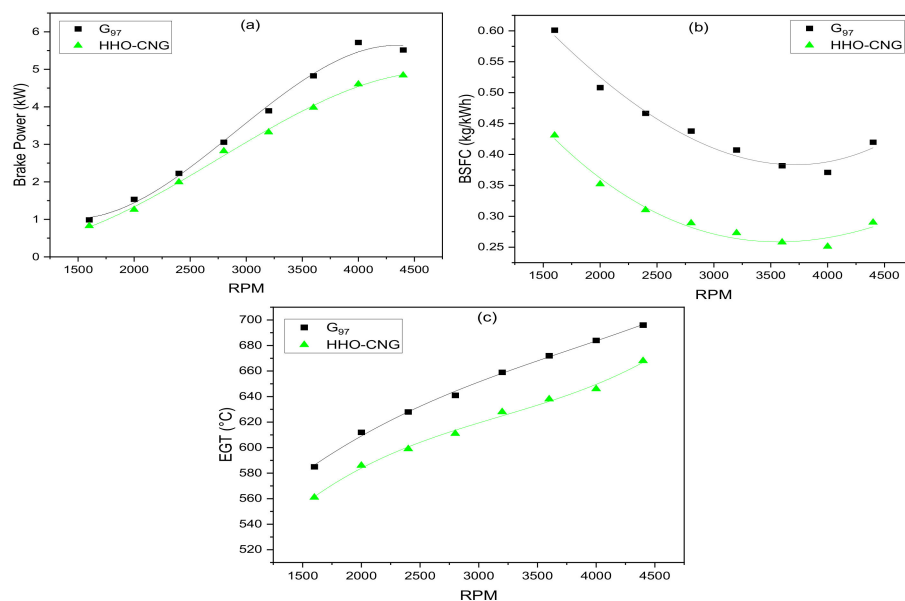 (a)
G97
HHO-CNG
Brake Power (kW)
6
5
4
3
2
1
0
1500 2000 2500 3000 3500 4000 4500
RPM
(b)
G97
HHO-CNG
BSFC (kg/kWh)
0.60
0.55
0.50
0.45
0.40
0.35
0.30
0.25
1500 2000 2500 3000 3500 4000 4500
RPM
(c)
G97
HHO-CNG
EGT (°C)
700
680
660
640
620
600
580
560
540
520
1500 2000 2500 3000 3500 4000 4500
RPM